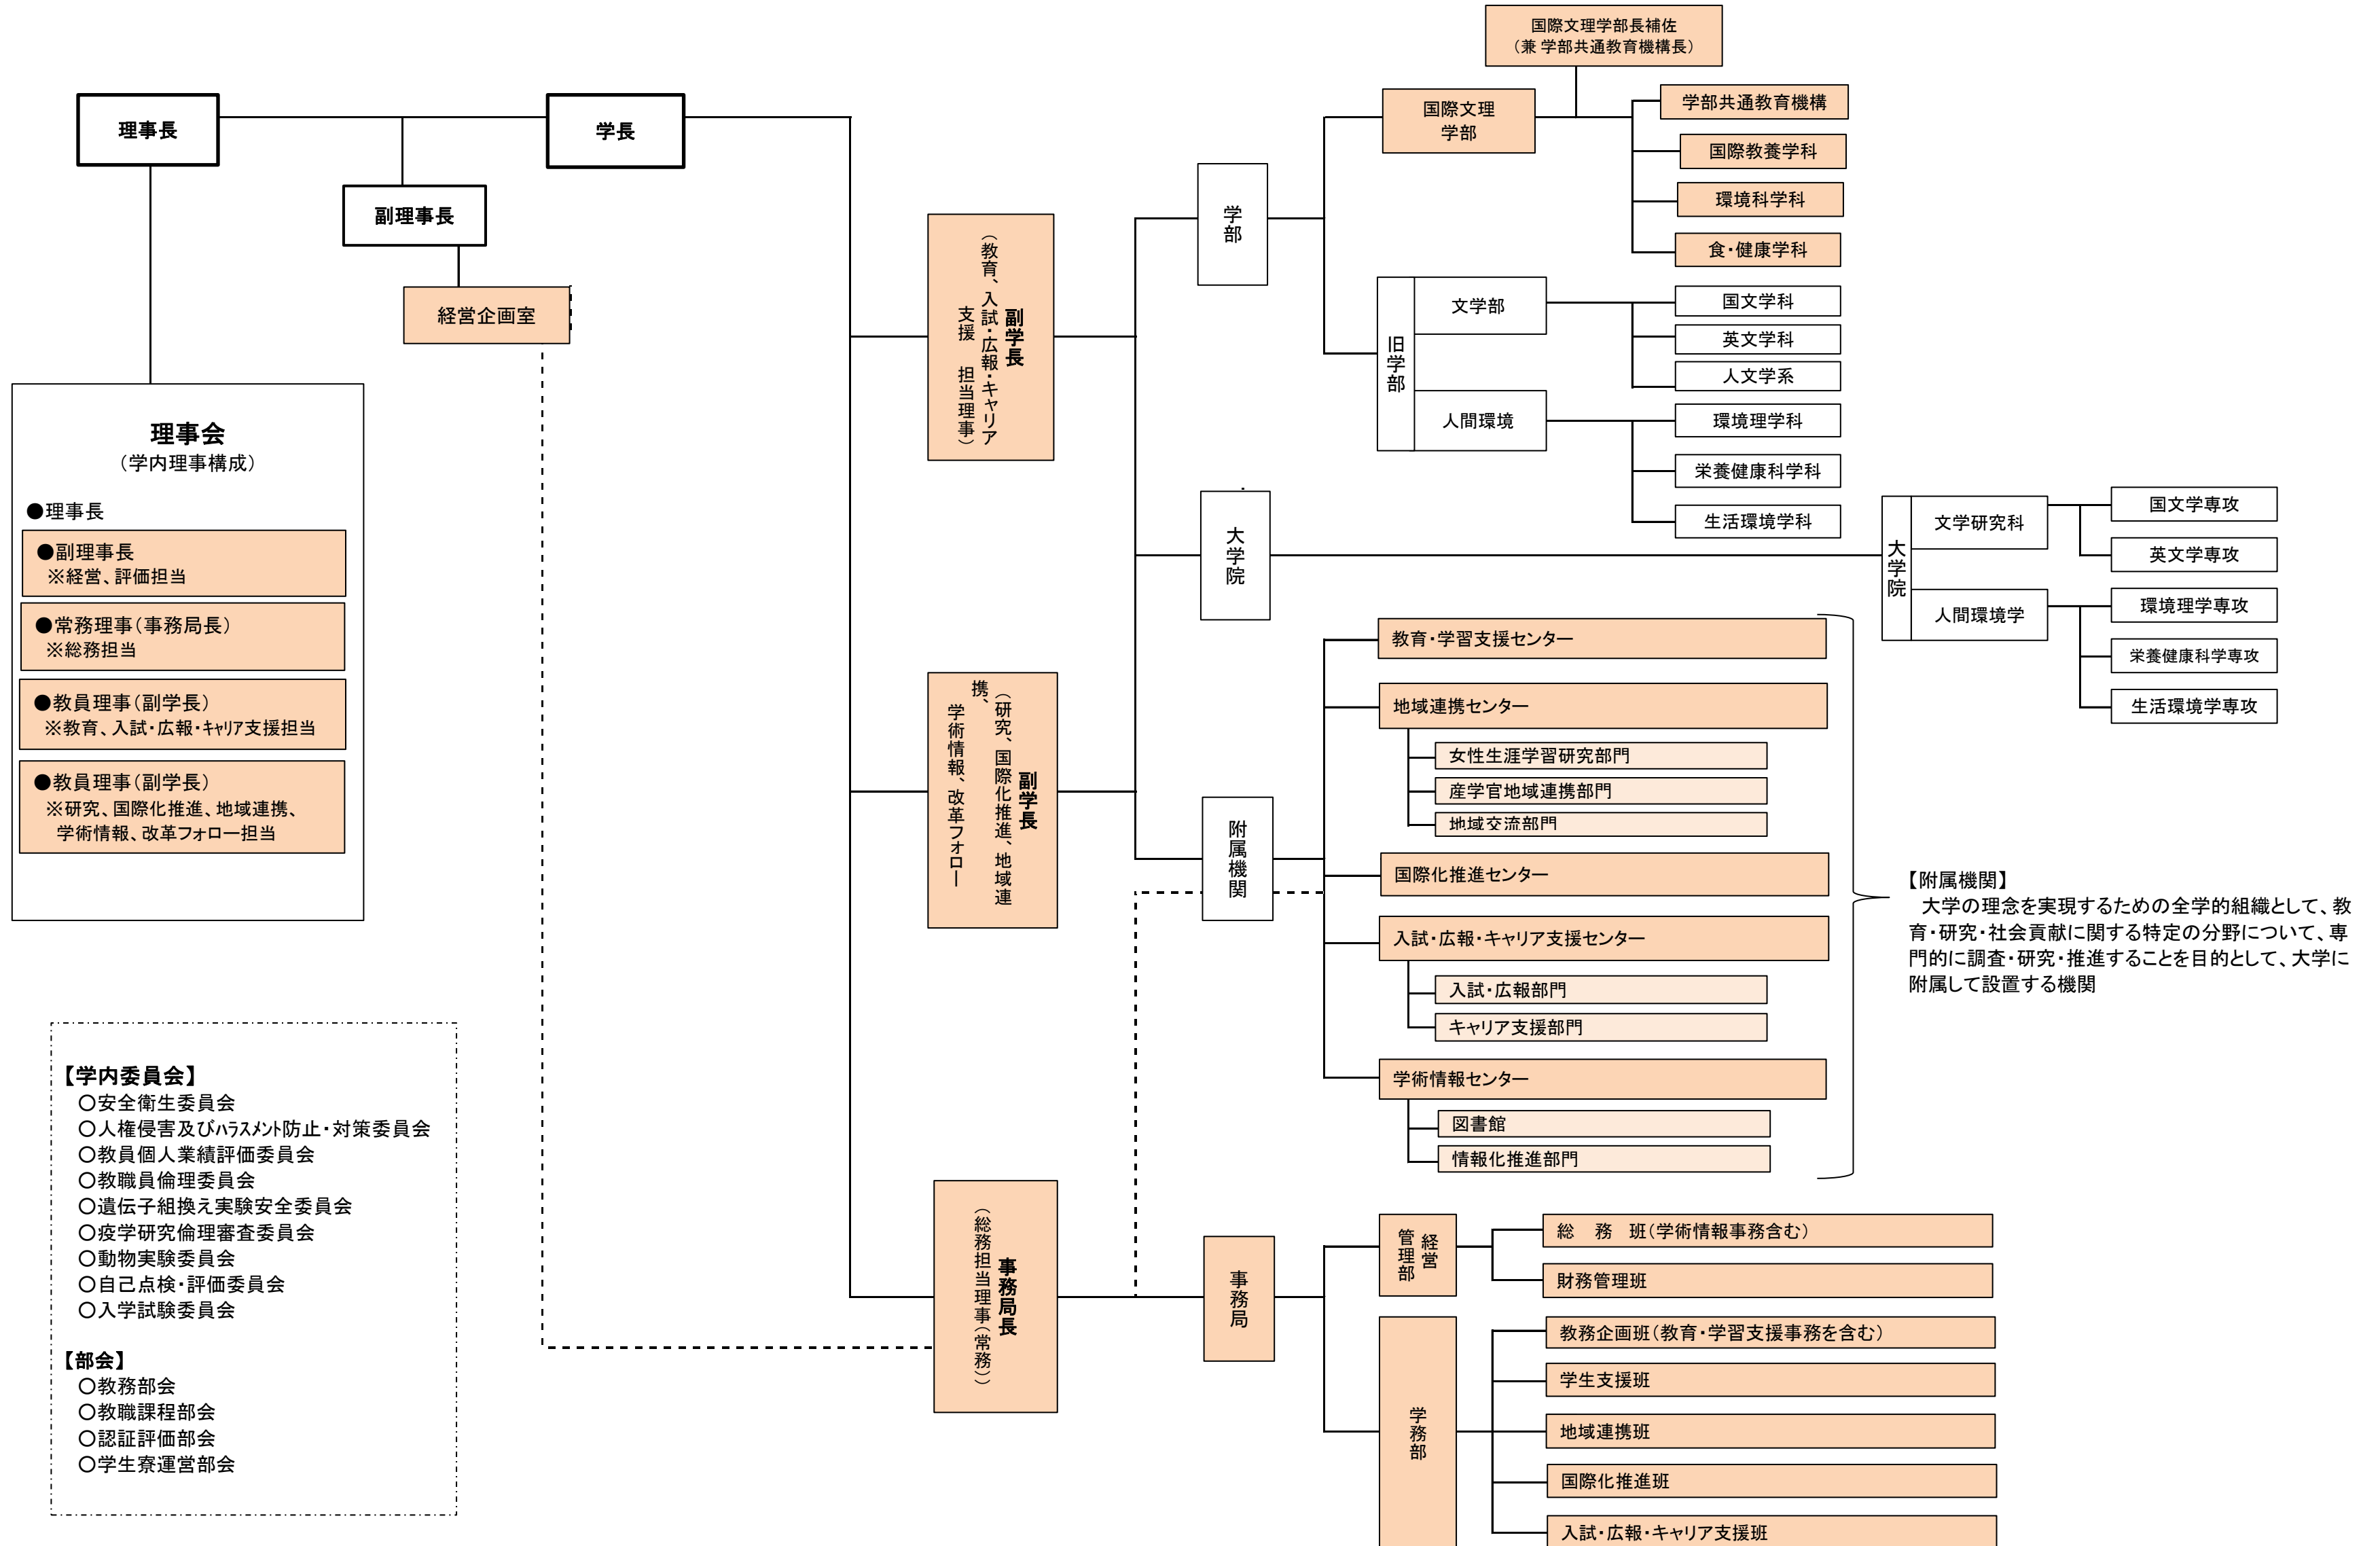 国際文理学部長補佐
（兼 学部共通教育機構長）
理事長
学長
副理事長
経営企画室
理事会
（学内理事構成）
●理事長
●副理事長
※経営、評価担当
●常務理事（事務局長）
※総務担当
●教員理事（副学長）
※教育、入試・広報・ｷｬﾘｱ支援担当
●教員理事（副学長）
※研究、国際化推進、地域連携、
学術情報、改革フォロー担当
【学内委員会】
○安全衛生委員会
○人権侵害及びﾊﾗｽﾒﾝﾄ防止・対策委員会
○教員個人業績評価委員会
○教職員倫理委員会
○遺伝子組換え実験安全委員会
○疫学研究倫理審査委員会
○動物実験委員会
○自己点検・評価委員会
○入学試験委員会
【部会】
○教務部会
○教職課程部会
○認証評価部会
○学生寮運営部会
副学長
（教育、入試・広報・キャリア
支援　担当理事）
副学長
（研究、国際化推進、地域連
携、
学術情報、改革フォロー
事務局長
（総務担当理事（常務））
学部
国際文理
学部
学部共通教育機構
国際教養学科
環境科学科
食・健康学科
旧学部
文学部
国文学科
英文学科
人文学系
人間環境
環境理学科
栄養健康科学科
生活環境学科
大学院
大学院
文学研究科
国文学専攻
英文学専攻
人間環境学
環境理学専攻
栄養健康科学専攻
生活環境学専攻
附属機関
教育・学習支援センター
地域連携センター
女性生涯学習研究部門
産学官地域連携部門
地域交流部門
国際化推進センター
入試・広報・キャリア支援センター
入試・広報部門
キャリア支援部門
学術情報センター
図書館
情報化推進部門
【附属機関】
大学の理念を実現するための全学的組織として、教
育・研究・社会貢献に関する特定の分野について、専
門的に調査・研究・推進することを目的として、大学に
附属して設置する機関
事務局
経営
管理部
総　務　班（学術情報事務含む）
財務管理班
学務部
教務企画班（教育・学習支援事務を含む）
学生支援班
地域連携班
国際化推進班
入試・広報・キャリア支援班